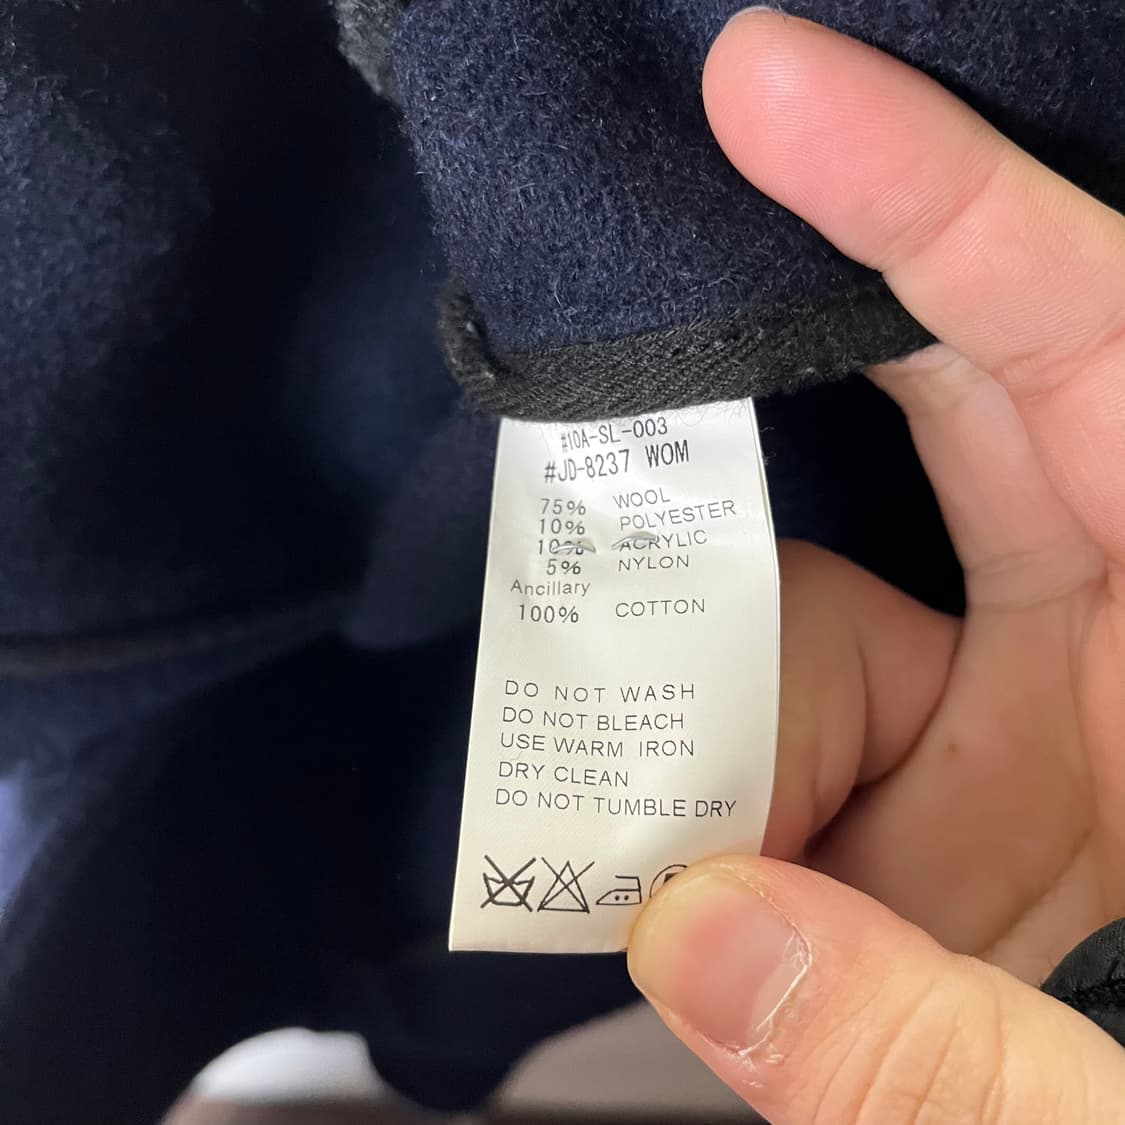 #10A-SL-003
#JD-8237 WOM
75% WOOL
10% POLYESTER
10% ACRYLIC
5% NYLON
Ancillary
100% COTTON
DO NOT WASH
DO NOT BLEACH
USE WARM IRON
DRY CLEAN
DO NOT TUMBLE DRY